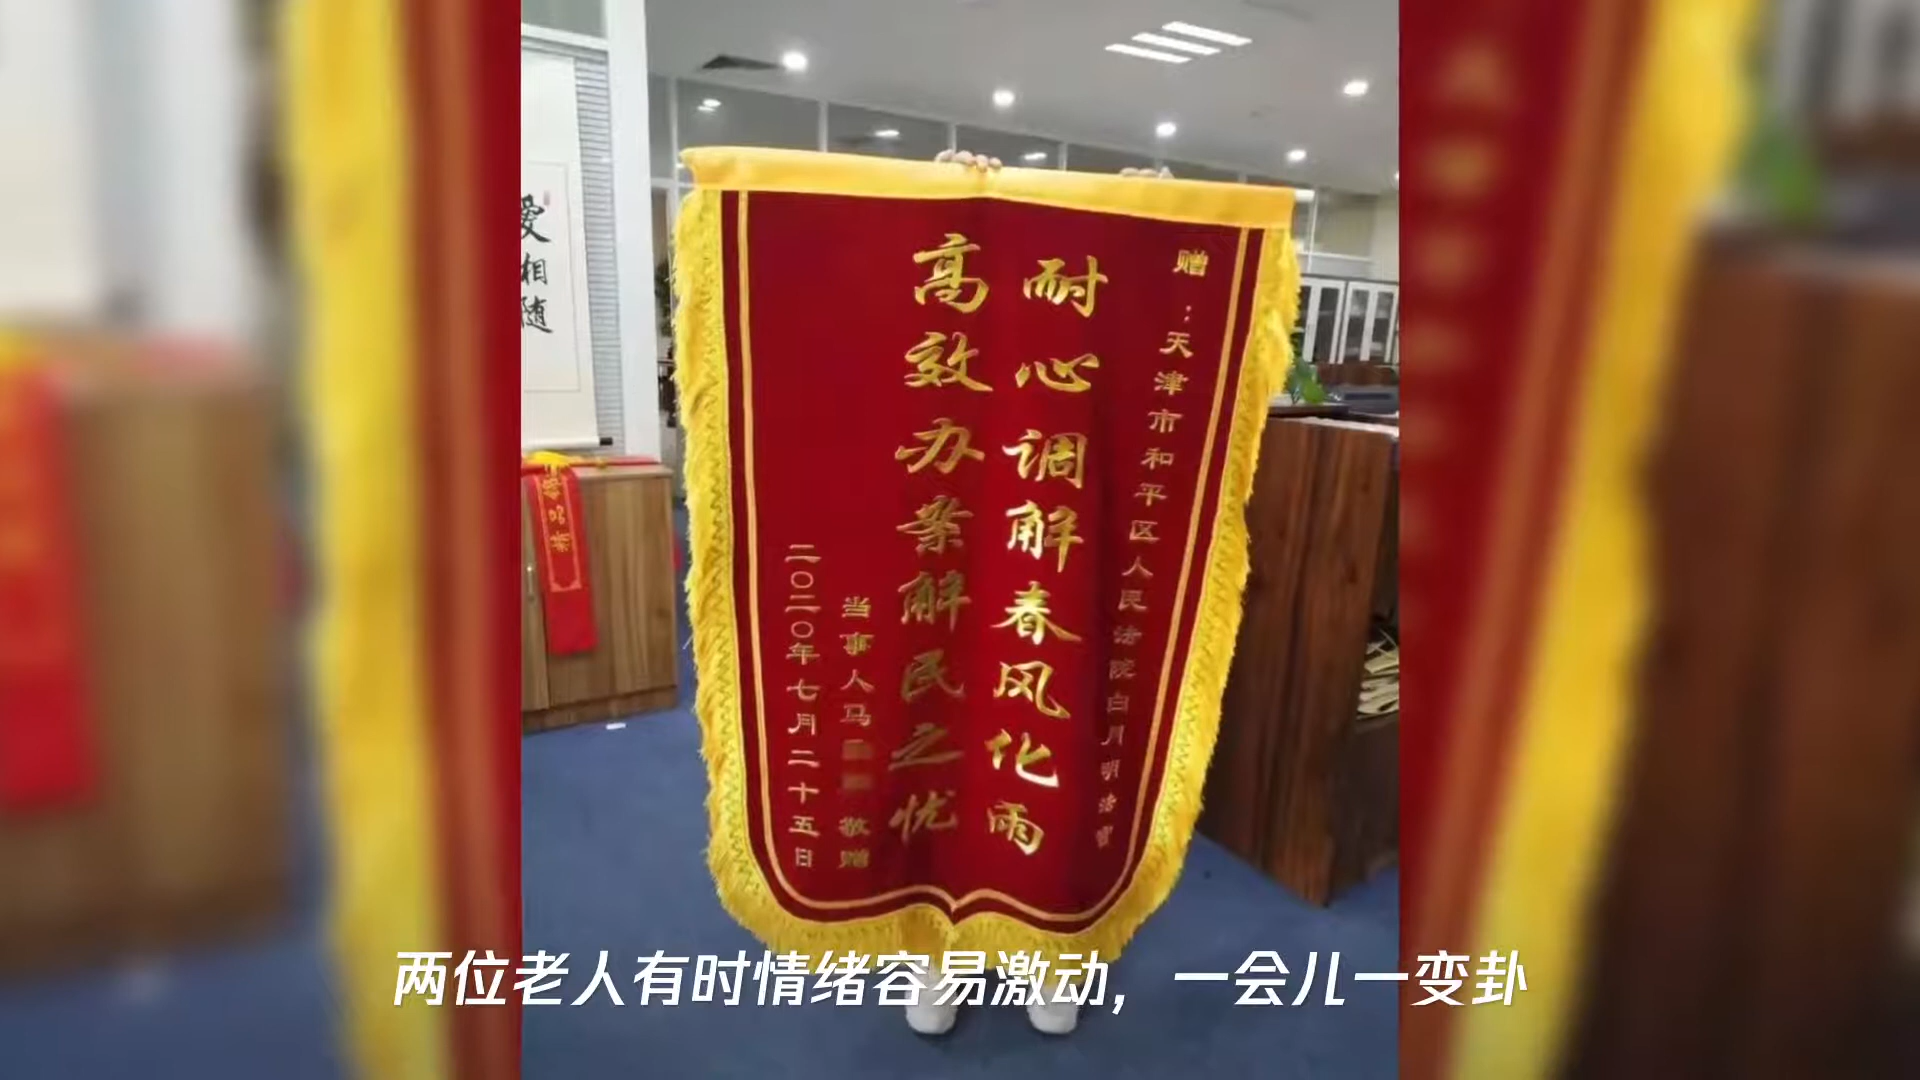 赠：天津市和平区人民法院白月明法官
耐心调解春风化雨
高效办案解民之忧
当事人马 敬赠
二〇二〇年七月二十五日
爱相随
两位老人有时情绪容易激动，一会儿一变卦